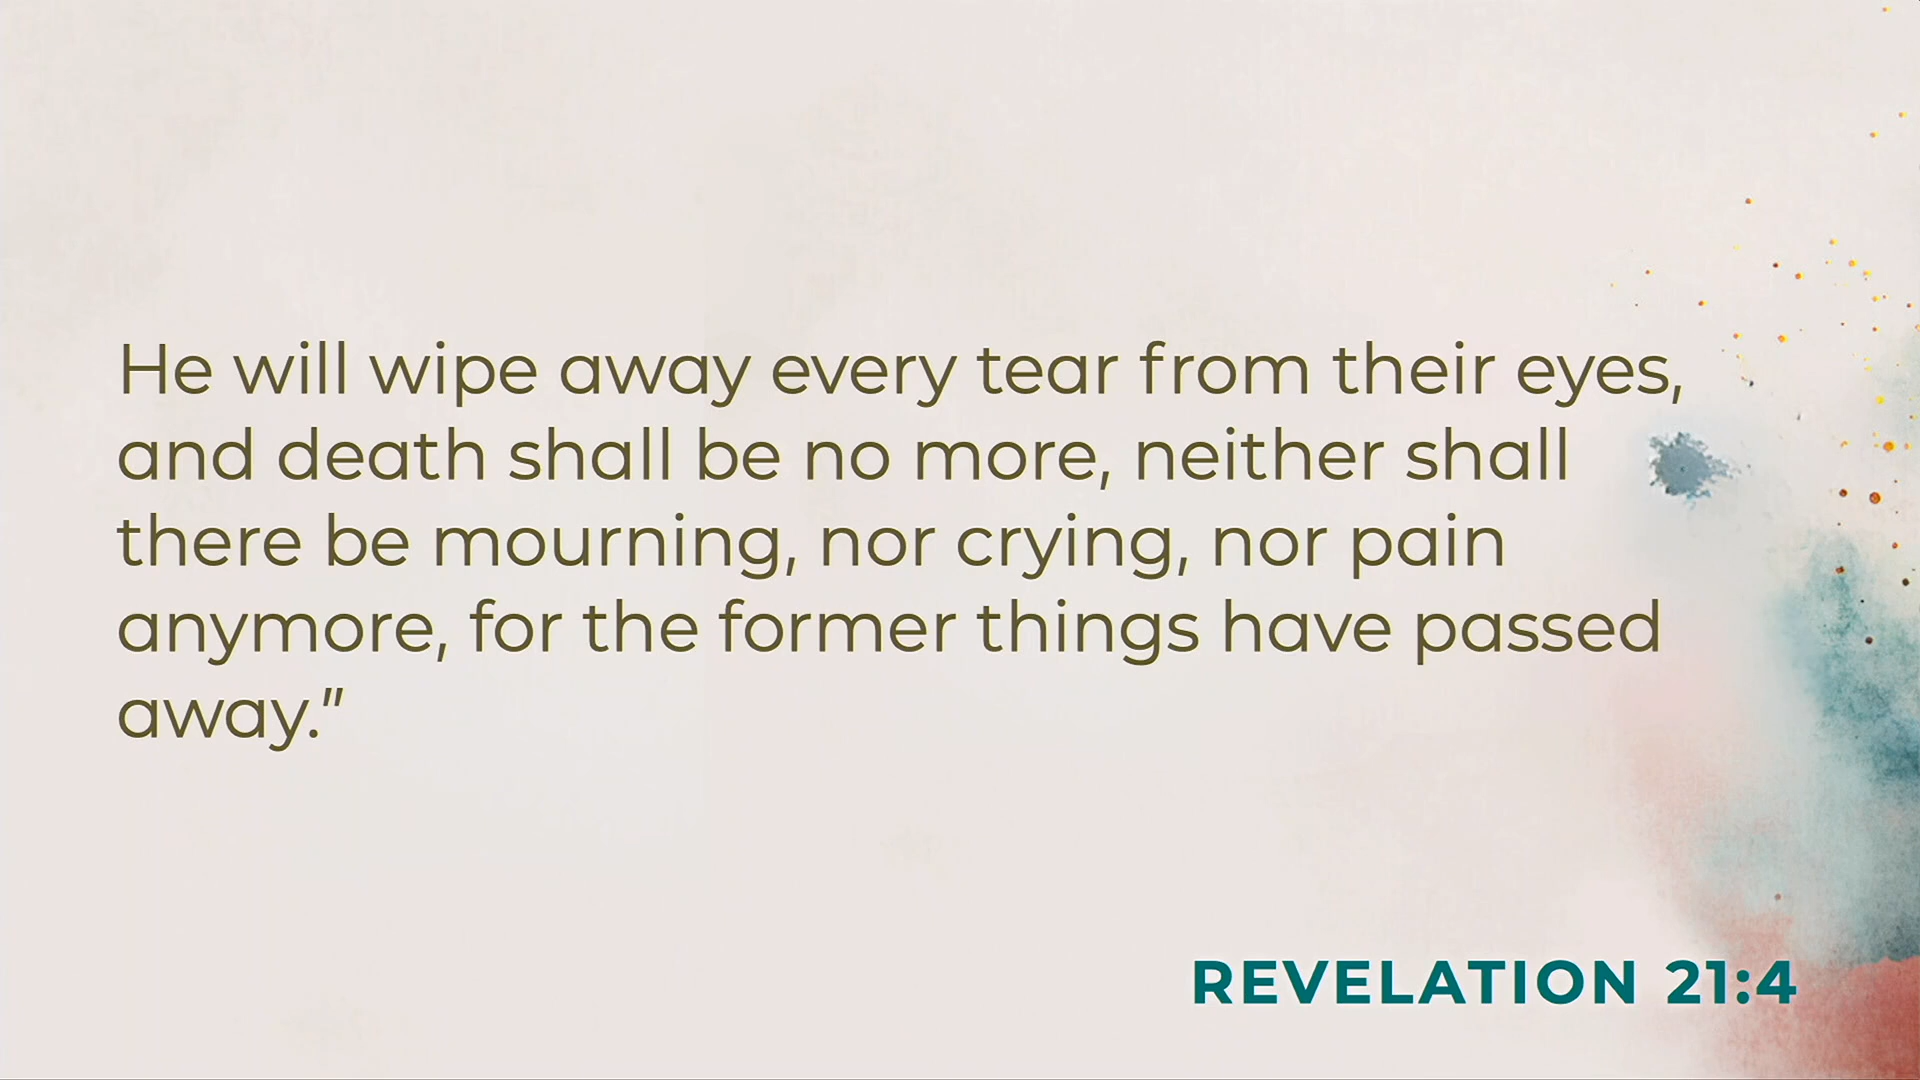 He will wipe away every tear from their eyes,
and death shall be no more, neither shall
there be mourning, nor crying, nor pain
anymore, for the former things have passed
away.”
REVELATION 21:4